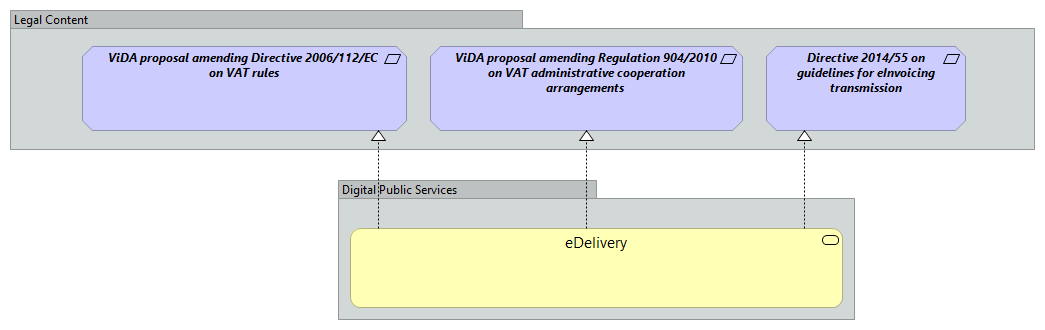 Legal Content
ViDA proposal amending Directive 2006/112/EC
on VAT rules
ViDA proposal amending Regulation 904/2010
on VAT administrative cooperation
arrangements
Directive 2014/55 on
guidelines for eInvoicing
transmission
Digital Public Services
eDelivery